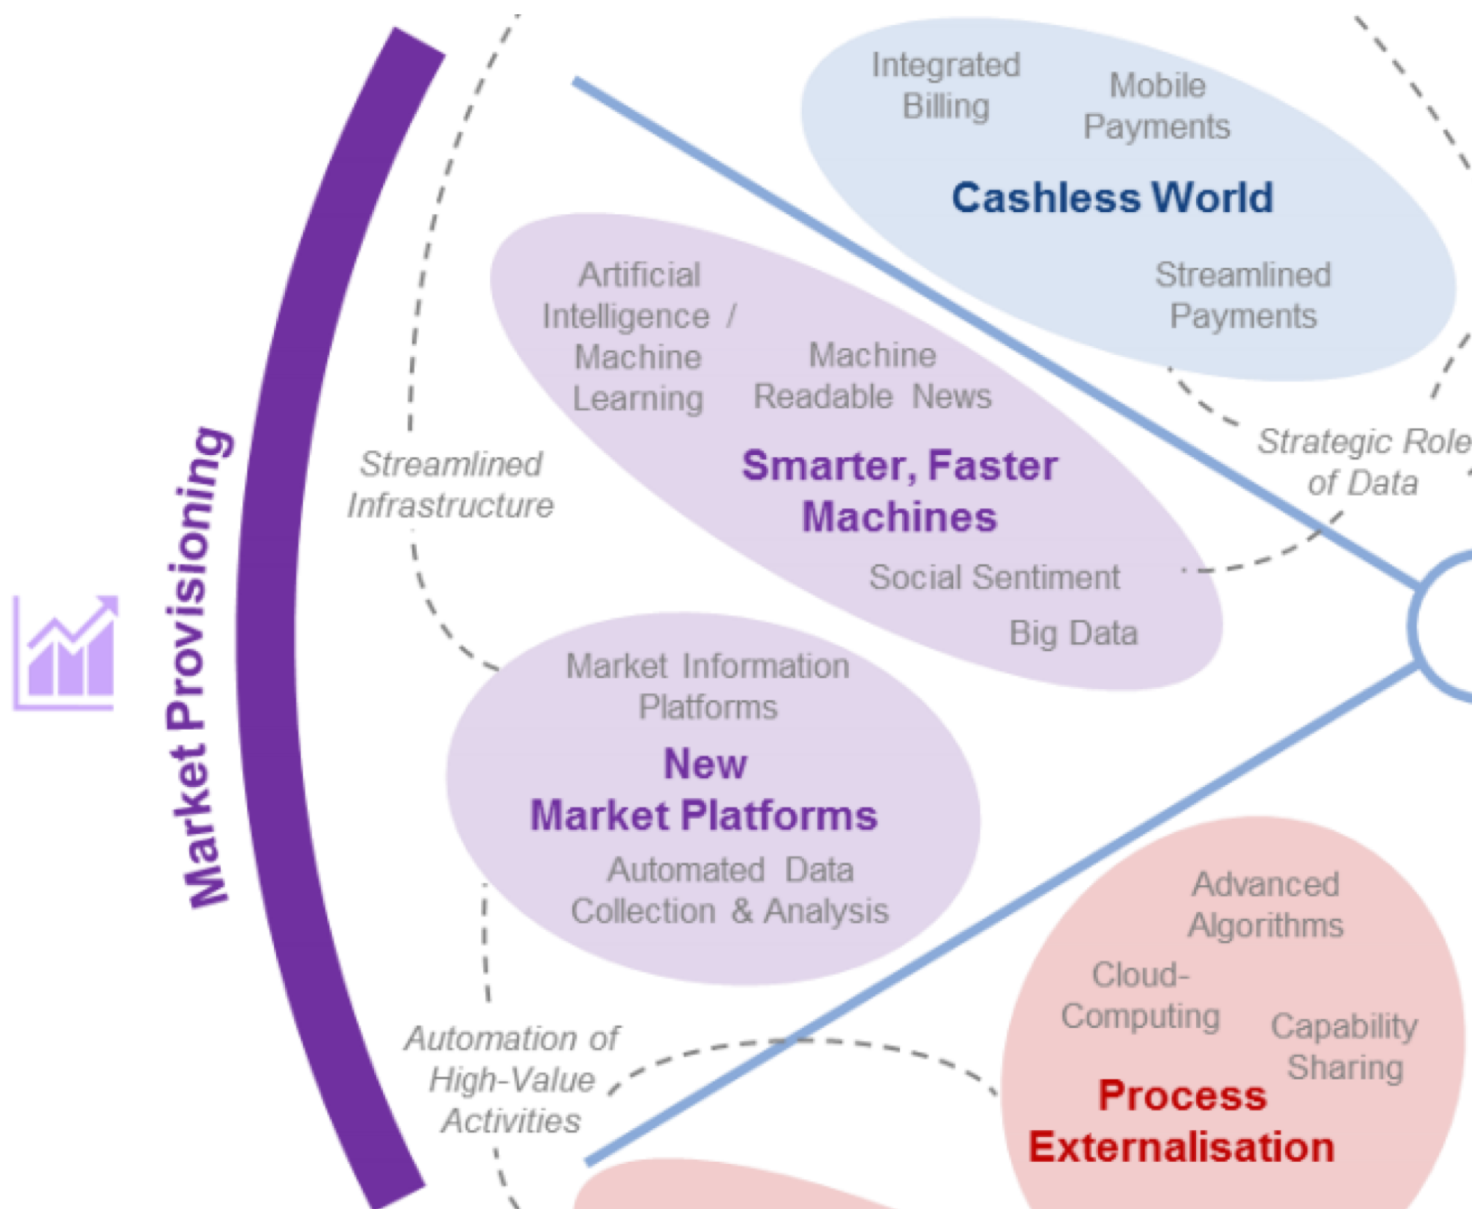 Integrated
Billing
Mobile
Payments
Cashless World
Streamlined
Payments
Artificial
Intelligence /
Machine
Learning
Machine
Readable News
Smarter, Faster
Machines
Social Sentiment
Big Data
Strategic Role
of Data
Streamlined
Infrastructure
Market Provisioning
Market Information
Platforms
New
Market Platforms
Automated Data
Collection & Analysis
Automation of
High-Value
Activities
Advanced
Algorithms
Cloud-
Computing
Capability
Sharing
Process
Externalisation